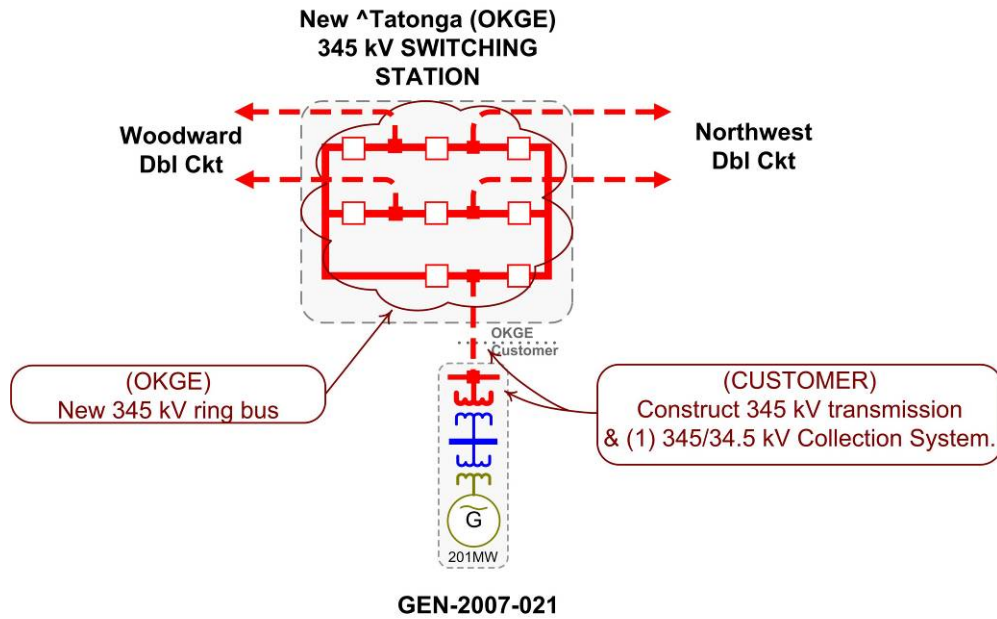 New ^Tatonga (OKGE)
345 kV SWITCHING
STATION
Woodward
Dbl Ckt
Northwest
Dbl Ckt
OKGE
Customer
(OKGE)
New 345 kV ring bus
(CUSTOMER)
Construct 345 kV transmission
& (1) 345/34.5 kV Collection System.
G
201MW
GEN-2007-021